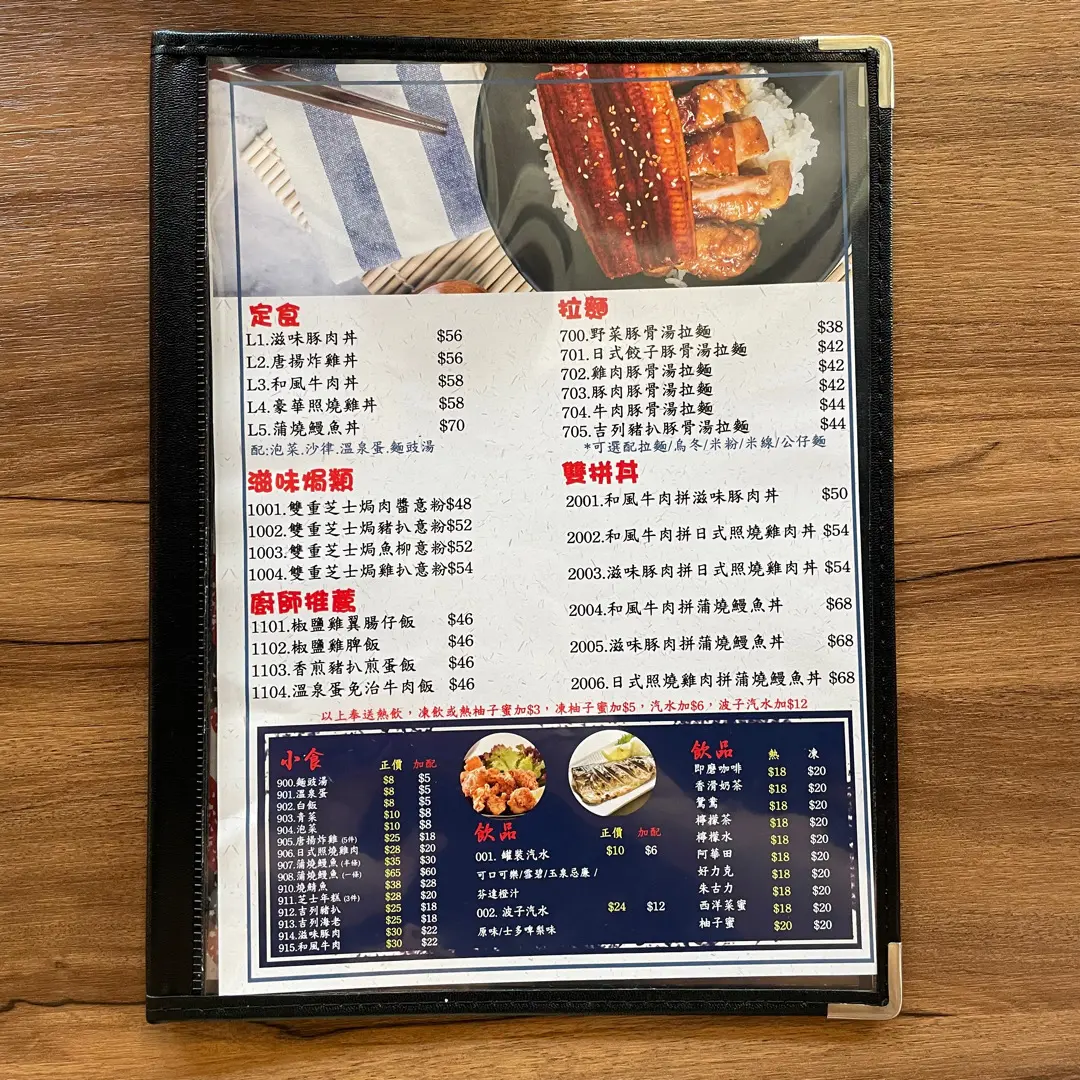 定食
L1.滋味豚肉丼 $56
L2.唐揚炸雞丼 $56
L3.和風牛肉丼 $58
L4.豪華照燒雞丼 $58
L5.蒲燒鰻魚丼 $70
配:泡菜.沙律.溫泉蛋.麵豉湯
滋味焗類
1001.雙重芝士焗肉醬意粉$48
1002.雙重芝士焗豬扒意粉$52
1003.雙重芝士焗魚柳意粉$52
1004.雙重芝士焗雞扒意粉$54
廚師推薦
1101.椒鹽雞翼腸仔飯 $46
1102.椒鹽雞髀飯 $46
1103.香煎豬扒煎蛋飯 $46
1104.溫泉蛋免治牛肉飯 $46
拉麵
700.野菜豚骨湯拉麵 $38
701.日式餃子豚骨湯拉麵 $42
702.雞肉豚骨湯拉麵 $42
703.豚肉豚骨湯拉麵 $42
704.牛肉豚骨湯拉麵 $44
705.吉列豬扒豚骨湯拉麵 $44
*可選配拉麵/烏冬/米粉/米線/公仔麵
雙拼丼
2001.和風牛肉拼滋味豚肉丼 $50
2002.和風牛肉拼日式照燒雞肉丼 $54
2003.滋味豚肉拼日式照燒雞肉丼 $54
2004.和風牛肉拼蒲燒鰻魚丼 $68
2005.滋味豚肉拼蒲燒鰻魚丼 $68
2006.日式照燒雞肉拼蒲燒鰻魚丼 $68
以上奉送熱飲，凍飲或熱柚子蜜加$3，凍柚子蜜加$5，汽水加$6，波子汽水加$12
小食 正價 加配
900.麵豉湯 $8 $5
901.溫泉蛋 $8 $5
902.白飯 $8 $5
903.青菜 $10 $8
904.泡菜 $10 $8
905.唐揚炸雞 (5件) $25 $18
906.日式照燒雞肉 $28 $20
907.蒲燒鰻魚 (半條) $35 $30
908.蒲燒鰻魚 (一條) $65 $60
910.燒鯖魚 $38 $28
911.芝士年糕 (3件) $28 $20
912.吉列豬扒 $25 $18
913.吉列海老 $25 $18
914.滋味豚肉 $30 $22
915.和風牛肉 $30 $22
飲品 正價 加配
001. 罐裝汽水 $10 $6
可口可樂/雪碧/玉泉忌廉/
芬達橙汁
002. 波子汽水 $24 $12
原味/士多啤梨味
飲品 熱 凍
即磨咖啡 $18 $20
香滑奶茶 $18 $20
鴛鴦 $18 $20
檸檬茶 $18 $20
檸檬水 $18 $20
阿華田 $18 $20
好力克 $18 $20
朱古力 $18 $20
西洋菜蜜 $18 $20
柚子蜜 $20 $20